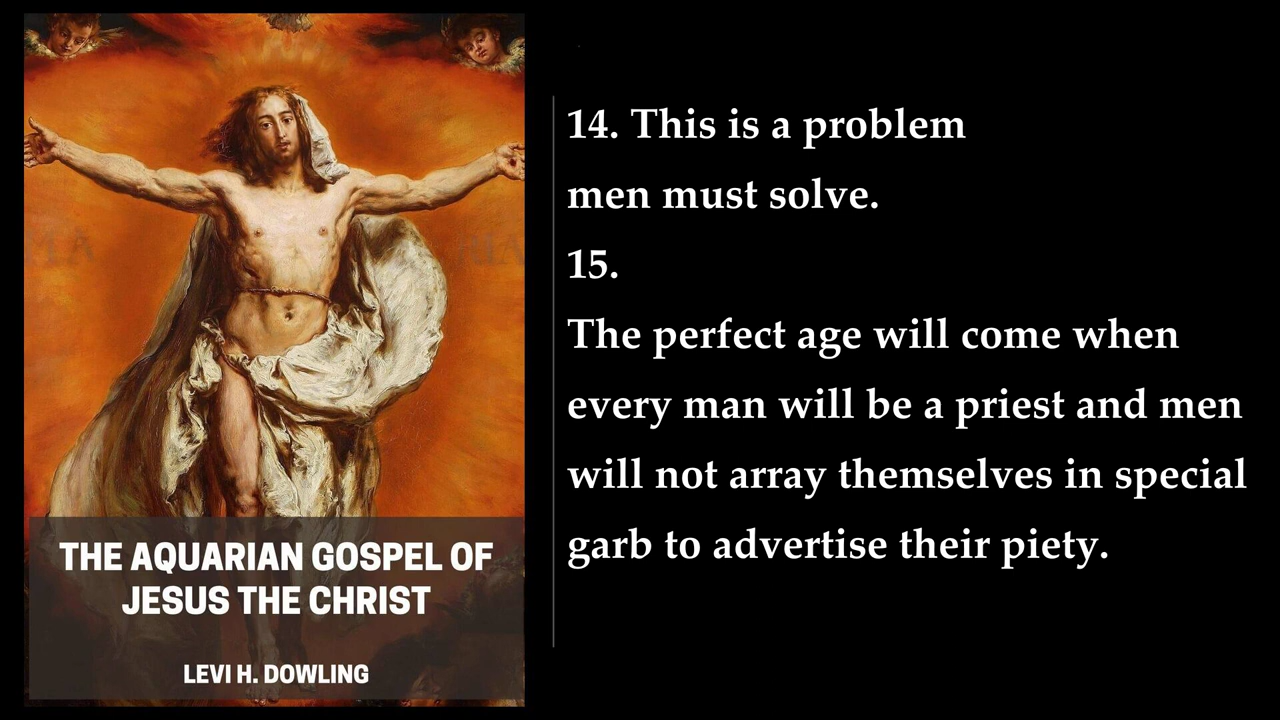 THE AQUARIAN GOSPEL OF
JESUS THE CHRIST
LEVI H. DOWLING
14. This is a problem
men must solve.
15.
The perfect age will come when
every man will be a priest and men
will not array themselves in special
garb to advertise their piety.